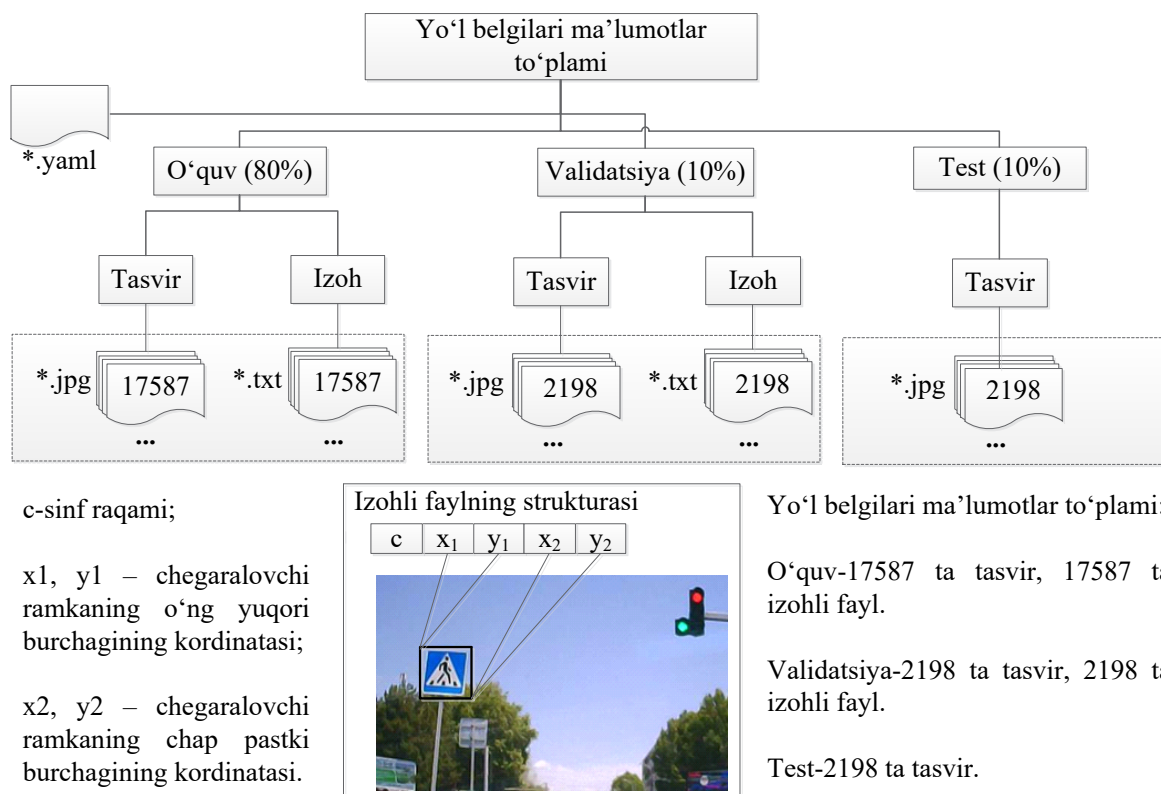 Yo‘l belgilari ma’lumotlar
to‘plami
*.yaml
O‘quv (80%)
Validatsiya (10%)
Test (10%)
Tasvir
Izoh
Tasvir
Izoh
Tasvir
*.jpg
17587
...
*.txt
17587
...
*.jpg
2198
...
*.txt
2198
...
*.jpg
2198
...
c-sinf raqami;
x1, y1 – chegaralovchi
ramkaning o‘ng yuqori
burchagining kordinatasi;
x2, y2 – chegaralovchi
ramkaning chap pastki
burchagining kordinatasi.
Izohli faylning strukturasi
c x₁ y₁ x₂ y₂
Yo‘l belgilari ma’lumotlar to‘plami:
O‘quv-17587 ta tasvir, 17587 ta
izohli fayl.
Validatsiya-2198 ta tasvir, 2198 ta
izohli fayl.
Test-2198 ta tasvir.